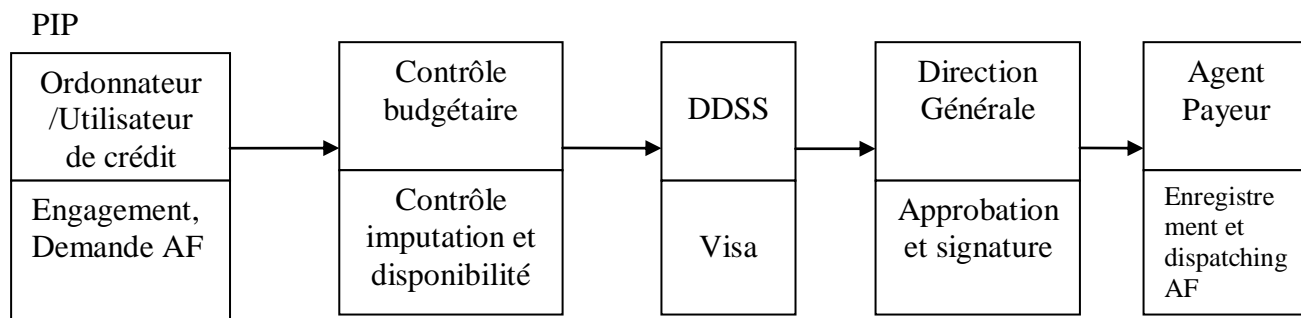 PIP
Ordonnateur
/Utilisateur
de crédit
Engagement,
Demande AF
Contrôle
budgétaire
Contrôle
imputation et
disponibilité
DDSS
Visa
Direction
Générale
Approbation
et signature
Agent
Payeur
Enregistre
ment et
dispatching
AF